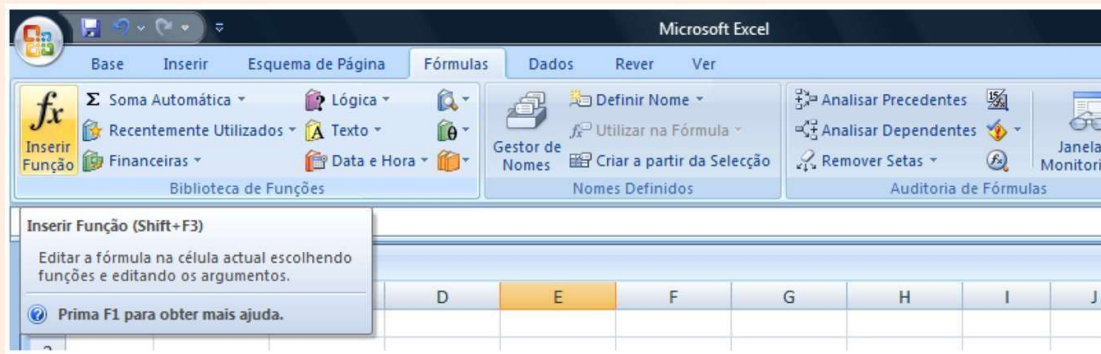 Microsoft Excel
Base Inserir Esquema de Página Fórmulas Dados Rever Ver
fx Inserir Função
Σ Soma Automática
Recentemente Utilizados
Financeiras
Lógica
Texto
Data e Hora
Biblioteca de Funções
Gestor de Nomes
Definir Nome
Utilizar na Fórmula
Criar a partir da Selecção
Nomes Definidos
Analisar Precedentes
Analisar Dependentes
Remover Setas
Auditoria de Fórmulas
Janela
Monitori
Inserir Função (Shift+F3)
Editar a fórmula na célula actual escolhendo
funções e editando os argumentos.
Prima F1 para obter mais ajuda.
D E F G H I J